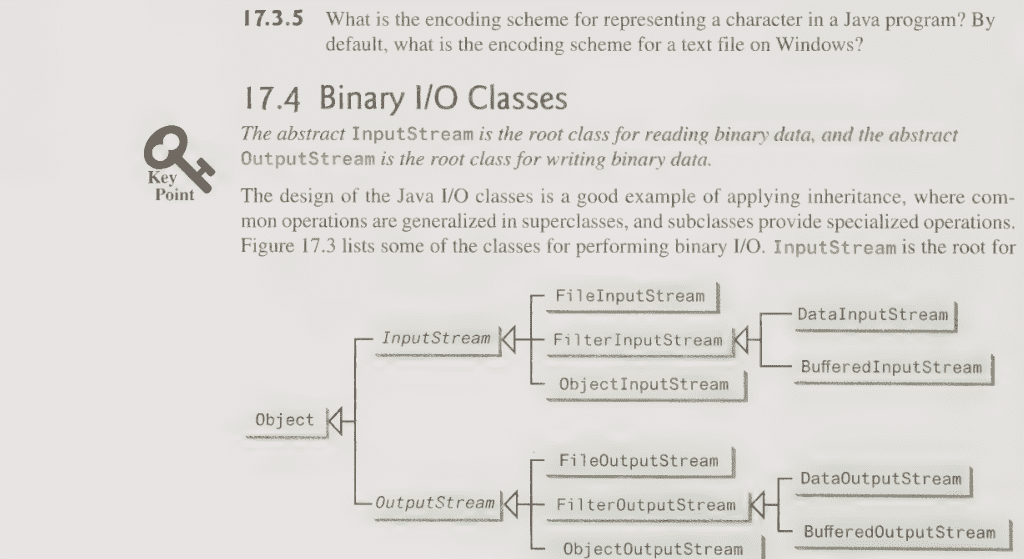 17.3.5 What is the encoding scheme for representing a character in a Java program? By
default, what is the encoding scheme for a text file on Windows?
17.4 Binary I/O Classes
Key
Point
The abstract InputStream is the root class for reading binary data, and the abstract
OutputStream is the root class for writing binary data.
The design of the Java I/O classes is a good example of applying inheritance, where com-
mon operations are generalized in superclasses, and subclasses provide specialized operations.
Figure 17.3 lists some of the classes for performing binary I/O. InputStream is the root for
FileInputStream
DataInputStream
InputStream
FilterInputStream
BufferedInputStream
ObjectInputStream
Object
FileOutputStream
DataOutputStream
OutputStream
FilterOutputStream
BufferedOutputStream
ObjectOutputStream